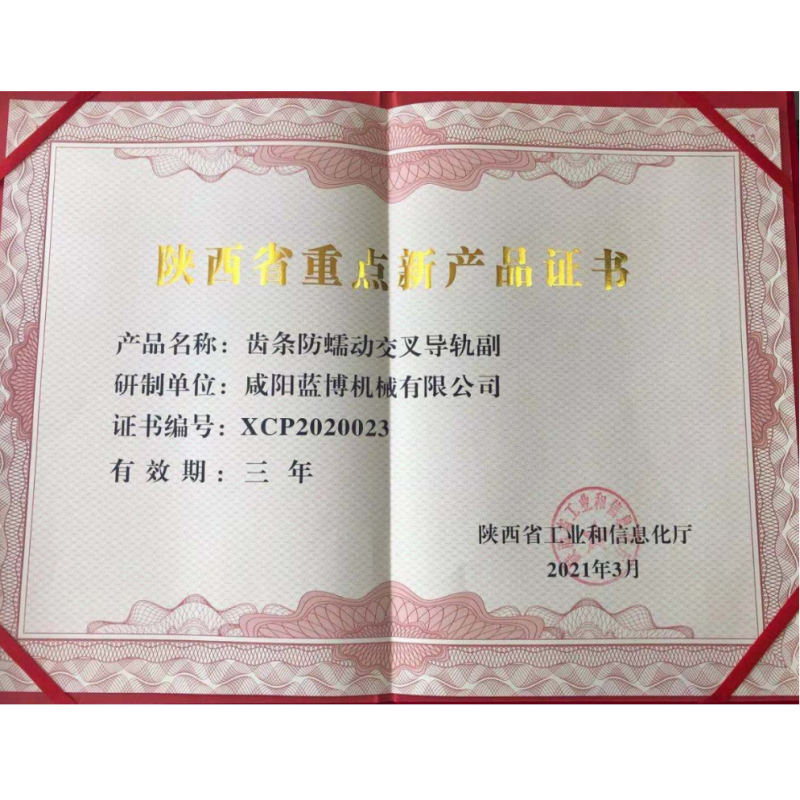 陕西省重点新产品证书
产品名称：齿条防蠕动交叉导轨副
研制单位：咸阳蓝博机械有限公司
证书编号：XCP2020023
有 效 期：三 年
陕西省工业和信息化厅
2021年3月